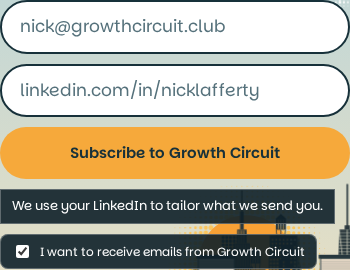 nick@growthcircuit.club
linkedin.com/in/nicklafferty
Subscribe to Growth Circuit
We use your LinkedIn to tailor what we send you.
I want to receive emails from Growth Circuit